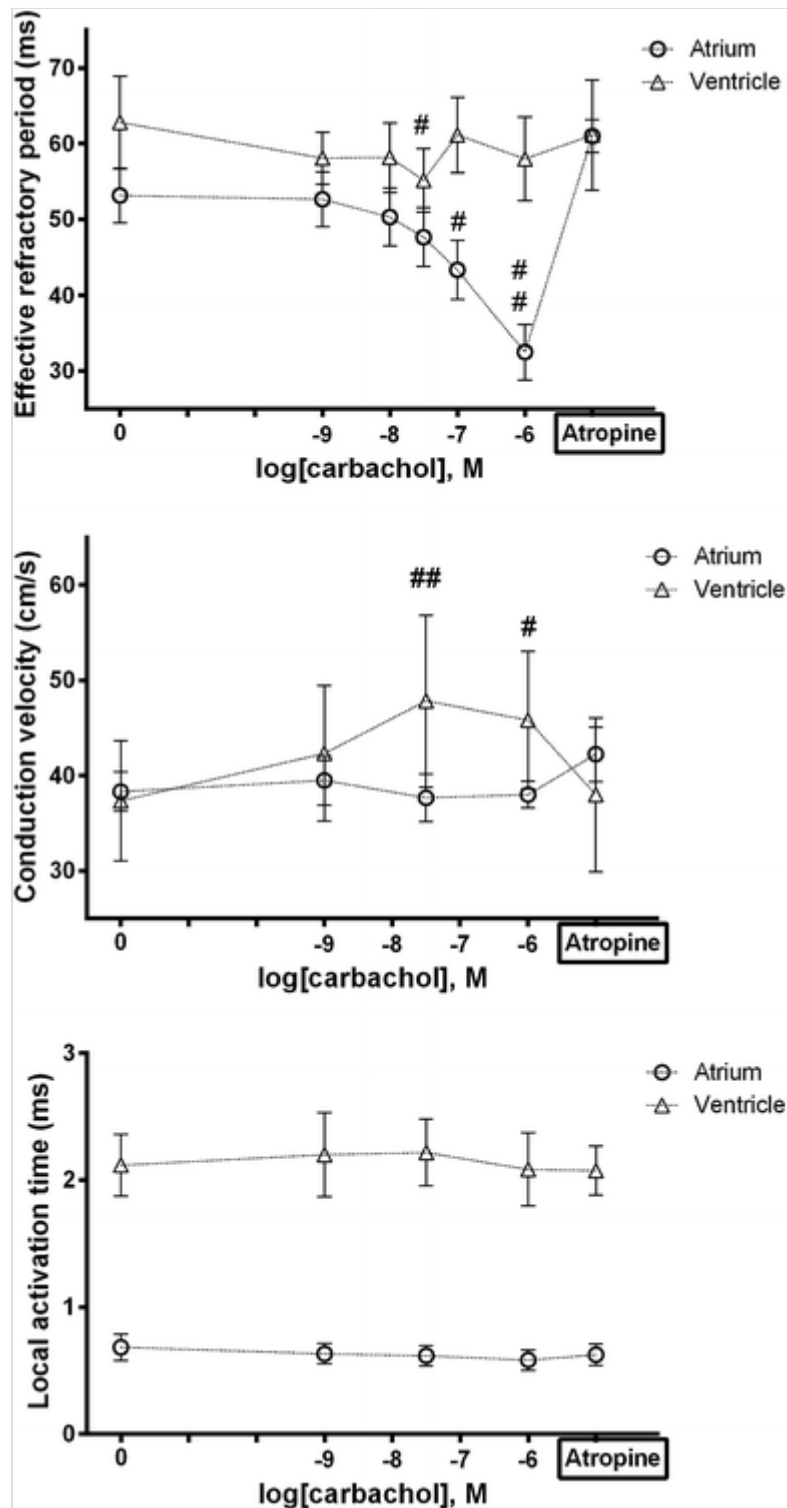 Effective refractory period (ms)
70
60
50
40
30
#
#
#
#
Atrium
Ventricle
0
-9
-8
-7
-6
Atropine
log[carbachol], M
Conduction velocity (cm/s)
60
50
40
30
##
#
Atrium
Ventricle
0
-9
-8
-7
-6
Atropine
log[carbachol], M
Local activation time (ms)
3
2
1
0
Atrium
Ventricle
0
-9
-8
-7
-6
Atropine
log[carbachol], M